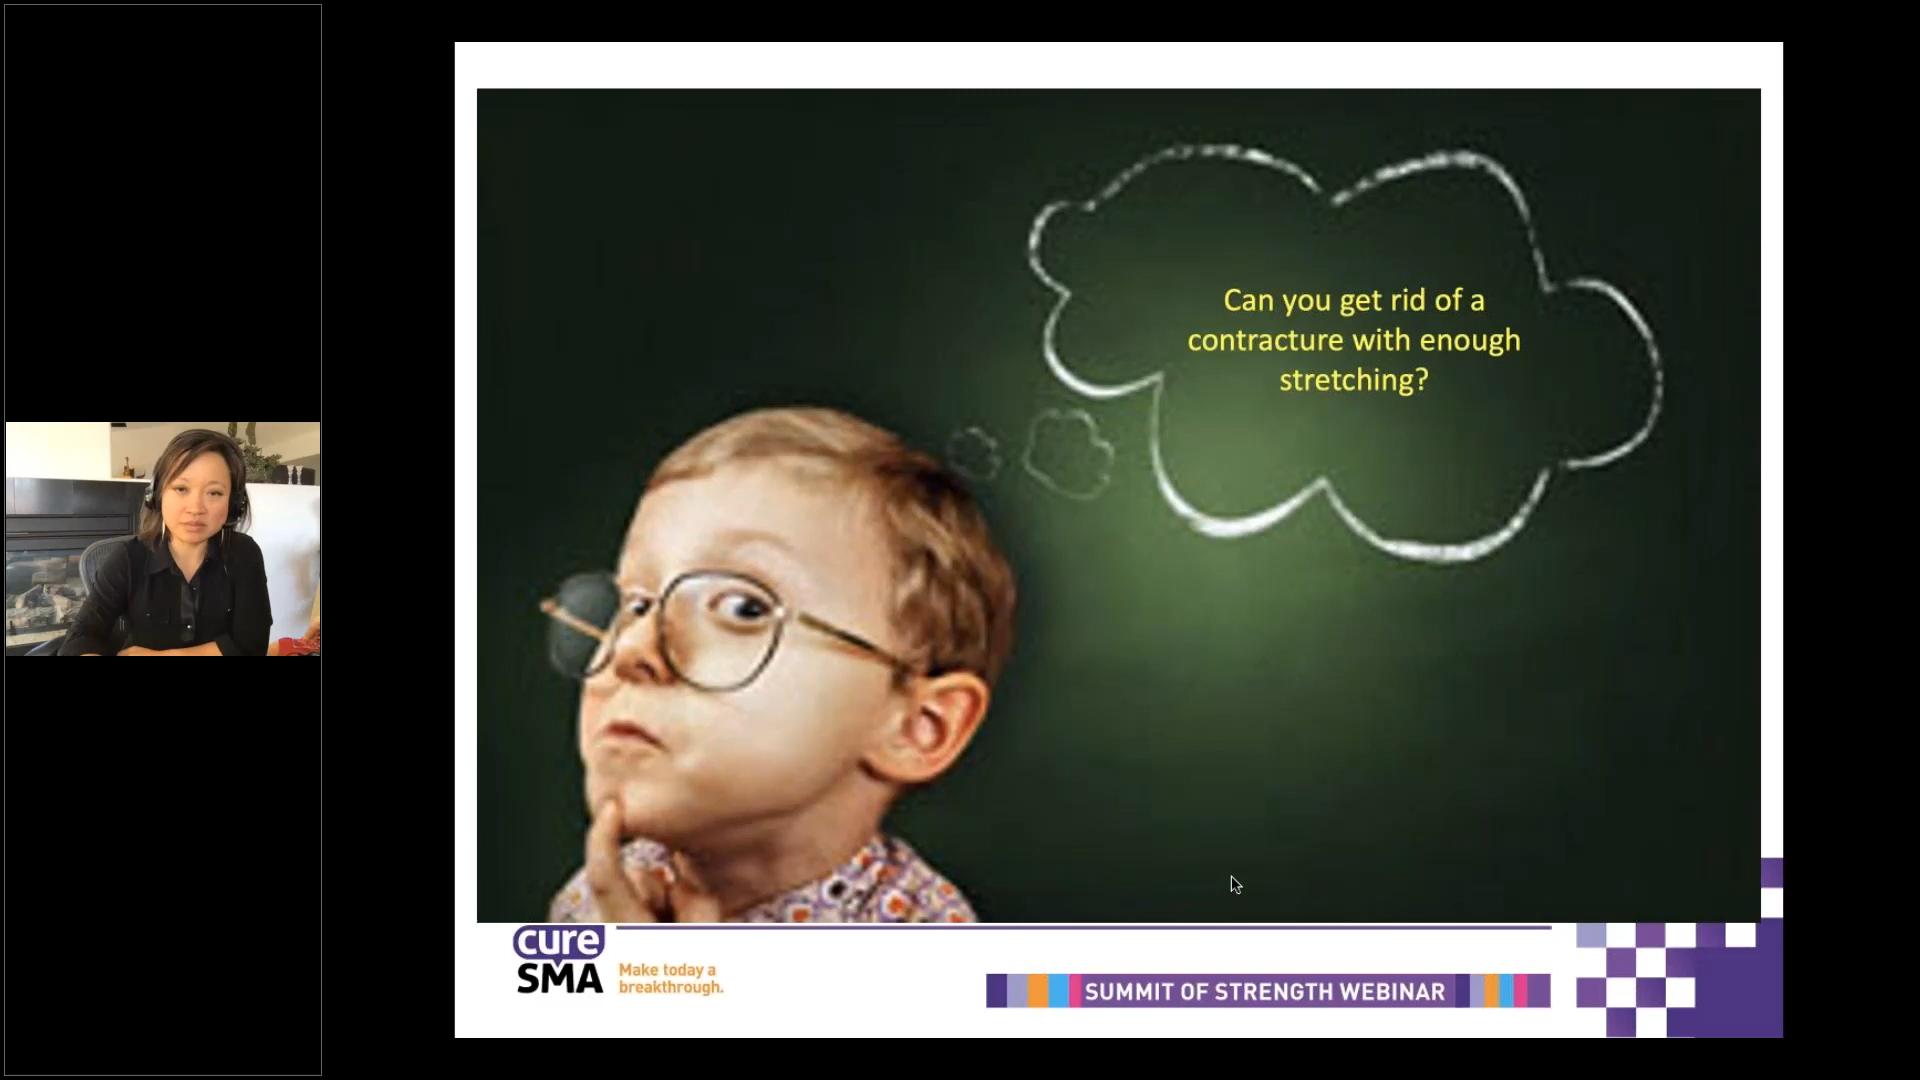 Can you get rid of a
contracture with enough
stretching?
cure
SMA
Make today a
breakthrough.
SUMMIT OF STRENGTH WEBINAR